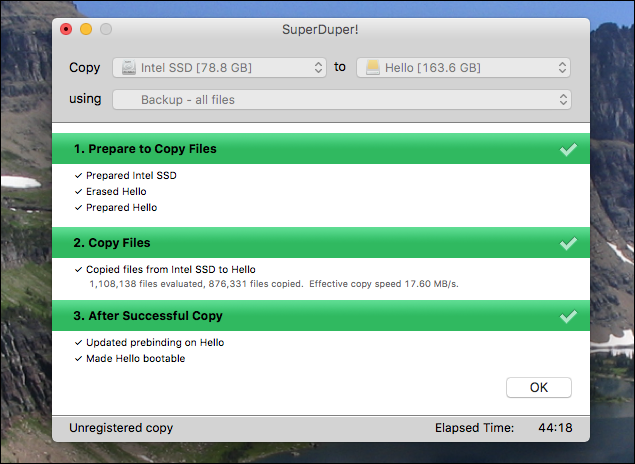 SuperDuper!
Copy Intel SSD [78.8 GB] to Hello [163.6 GB]
using Backup - all files
1. Prepare to Copy Files
✓ Prepared Intel SSD
✓ Erased Hello
✓ Prepared Hello
2. Copy Files
✓ Copied files from Intel SSD to Hello
1,108,138 files evaluated, 876,331 files copied. Effective copy speed 17.60 MB/s.
3. After Successful Copy
✓ Updated prebinding on Hello
✓ Made Hello bootable
OK
Unregistered copy Elapsed Time: 44:18